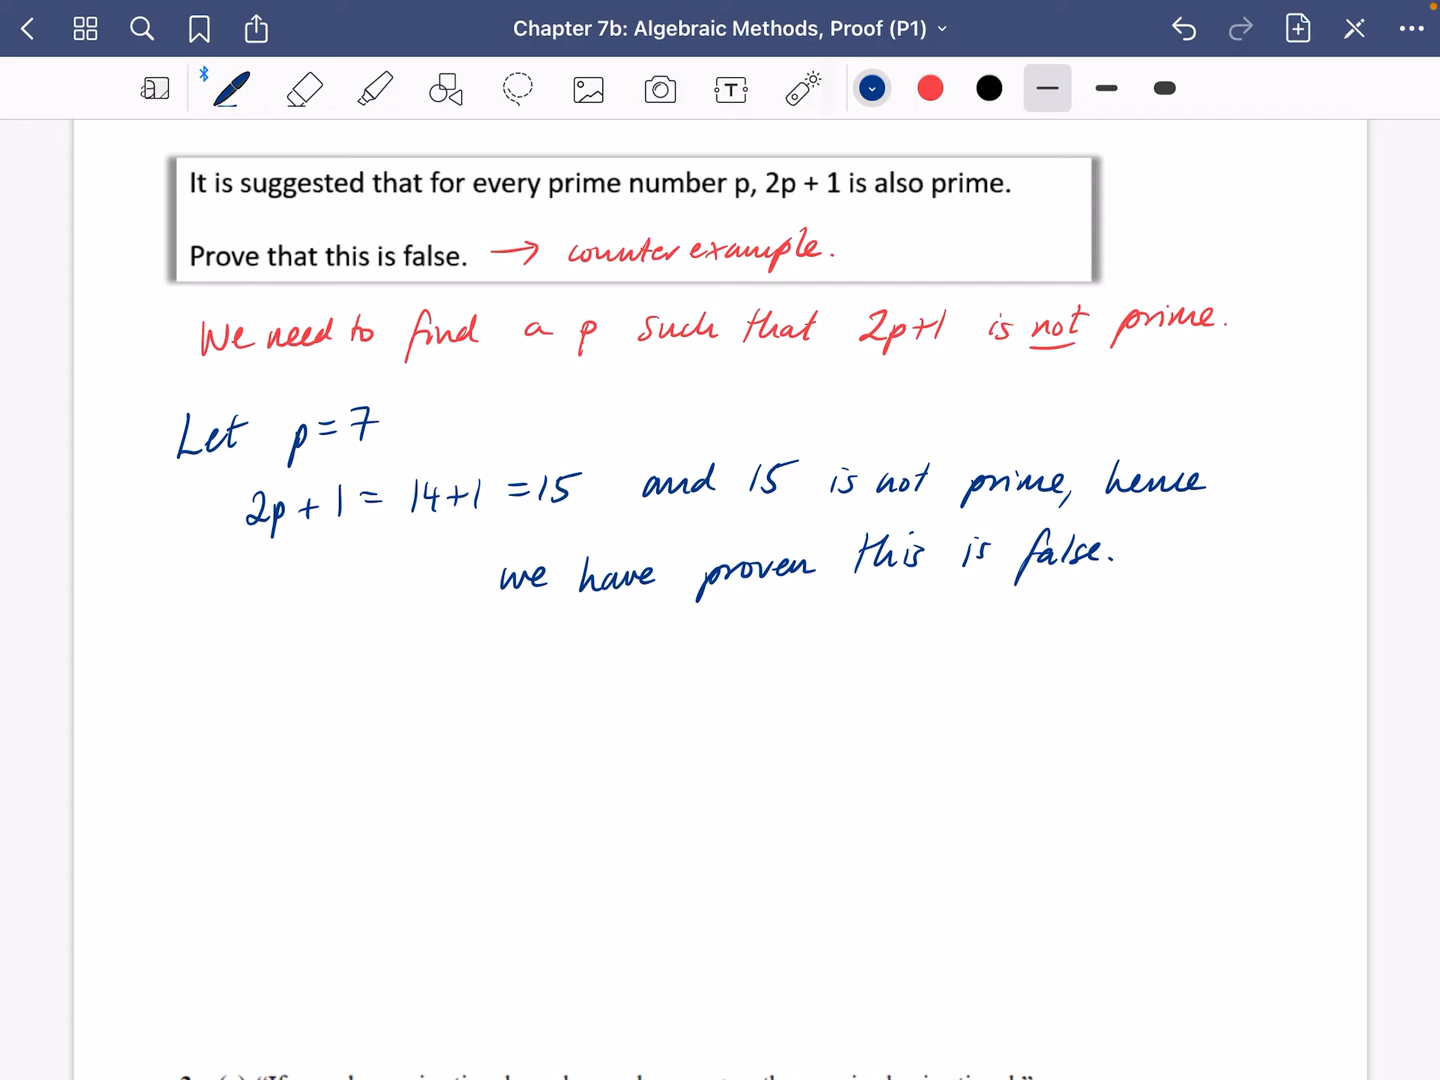 Chapter 7b: Algebraic Methods, Proof (P1)
It is suggested that for every prime number p, 2p + 1 is also prime.
Prove that this is false. → counter example.
We need to find a p such that 2p+1 is not prime.
Let p = 7
2p + 1 = 14+1 = 15 and 15 is not prime, hence
we have proven this is false.